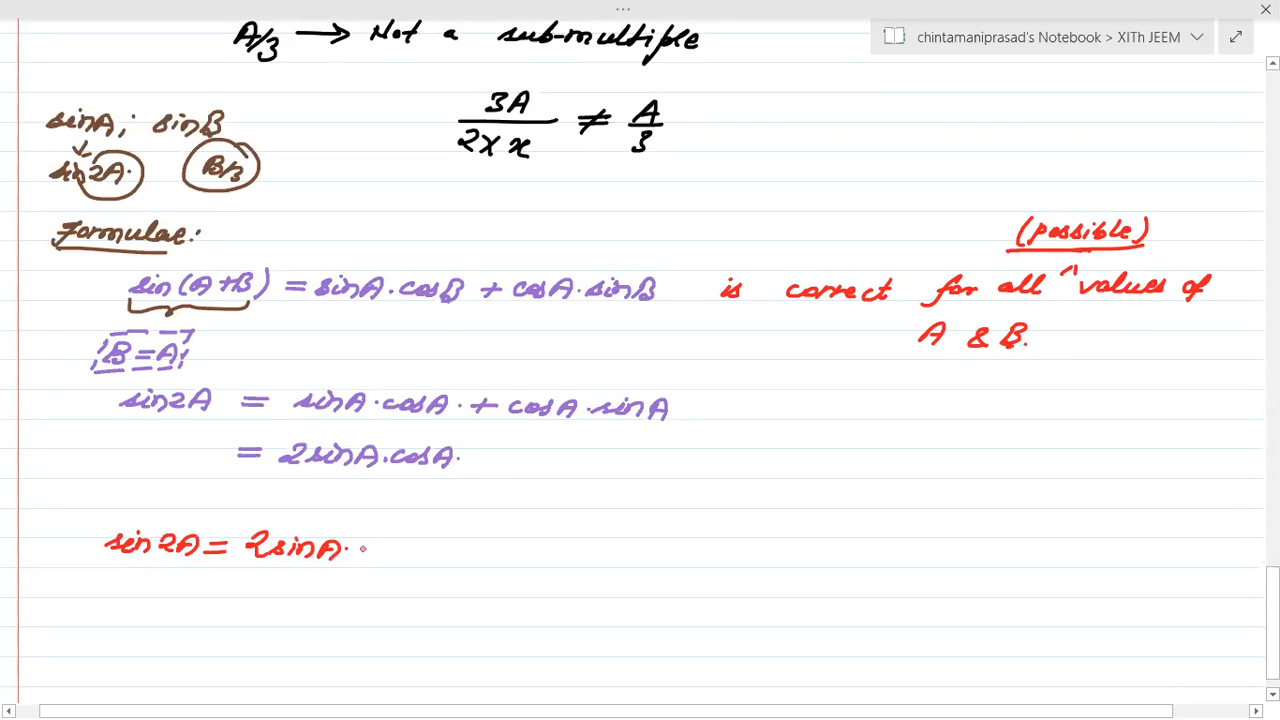 A/3 → Not a sub-multiple
chintamaniprasad's Notebook > XITh JEEM
3A / 2×x ≠ A/3
sinA; sinB
sin2A. B/3
Formulae:
(possible)
sin(A+B) = sinA.cosB + cosA.sinB is correct for all ^ values of
A & B.
B=A;
sin2A = sinA.cosA. + cosA.sinA
= 2sinA.cosA.
sin2A = 2sinA.